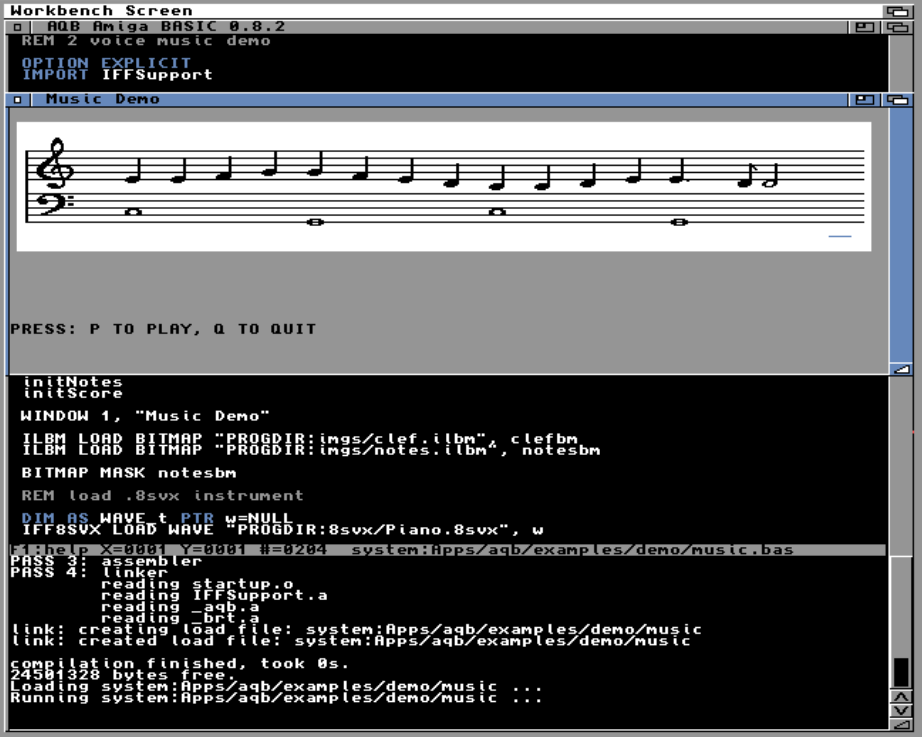 Workbench Screen
AQB Amiga BASIC 0.8.2
REM 2 voice music demo
OPTION EXPLICIT
IMPORT IFFSupport
Music Demo
PRESS: P TO PLAY, Q TO QUIT
initNotes
initScore
WINDOW 1, "Music Demo"
ILBM LOAD BITMAP "PROGDIR:imgs/clef.ilbm", clefbm
ILBM LOAD BITMAP "PROGDIR:imgs/notes.ilbm", notesbm
BITMAP MASK notesbm
REM load .8svx instrument
DIM AS WAVE_t PTR w=NULL
IFF8SVX LOAD WAVE "PROGDIR:8svx/Piano.8svx", w
F1:help X=0001 Y=0001 #=0204 system:Apps/aqb/examples/demo/music.bas
PASS 3: assembler
PASS 4: linker
reading startup.o
reading IFFSupport.a
reading _aqb.a
reading _brt.a
link: creating load file: system:Apps/aqb/examples/demo/music
link: created load file: system:Apps/aqb/examples/demo/music
compilation finished, took 0s.
24501328 bytes free.
Loading system:Apps/aqb/examples/demo/music ...
Running system:Apps/aqb/examples/demo/music ...